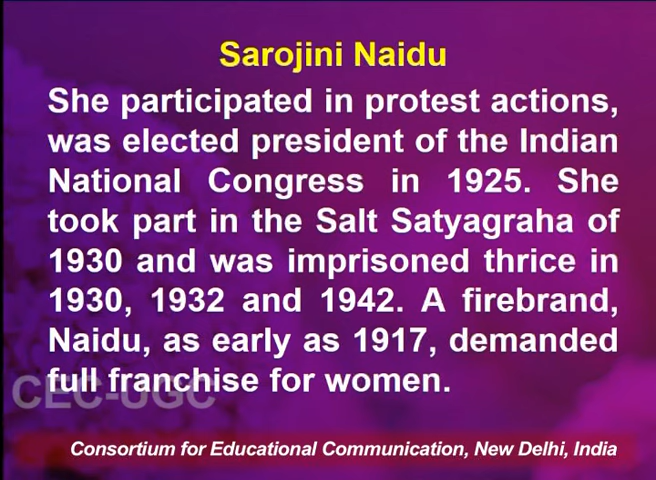 Sarojini Naidu
She participated in protest actions,
was elected president of the Indian
National Congress in 1925. She
took part in the Salt Satyagraha of
1930 and was imprisoned thrice in
1930, 1932 and 1942. A firebrand,
Naidu, as early as 1917, demanded
full franchise for women.
CEC-UGC
Consortium for Educational Communication, New Delhi, India